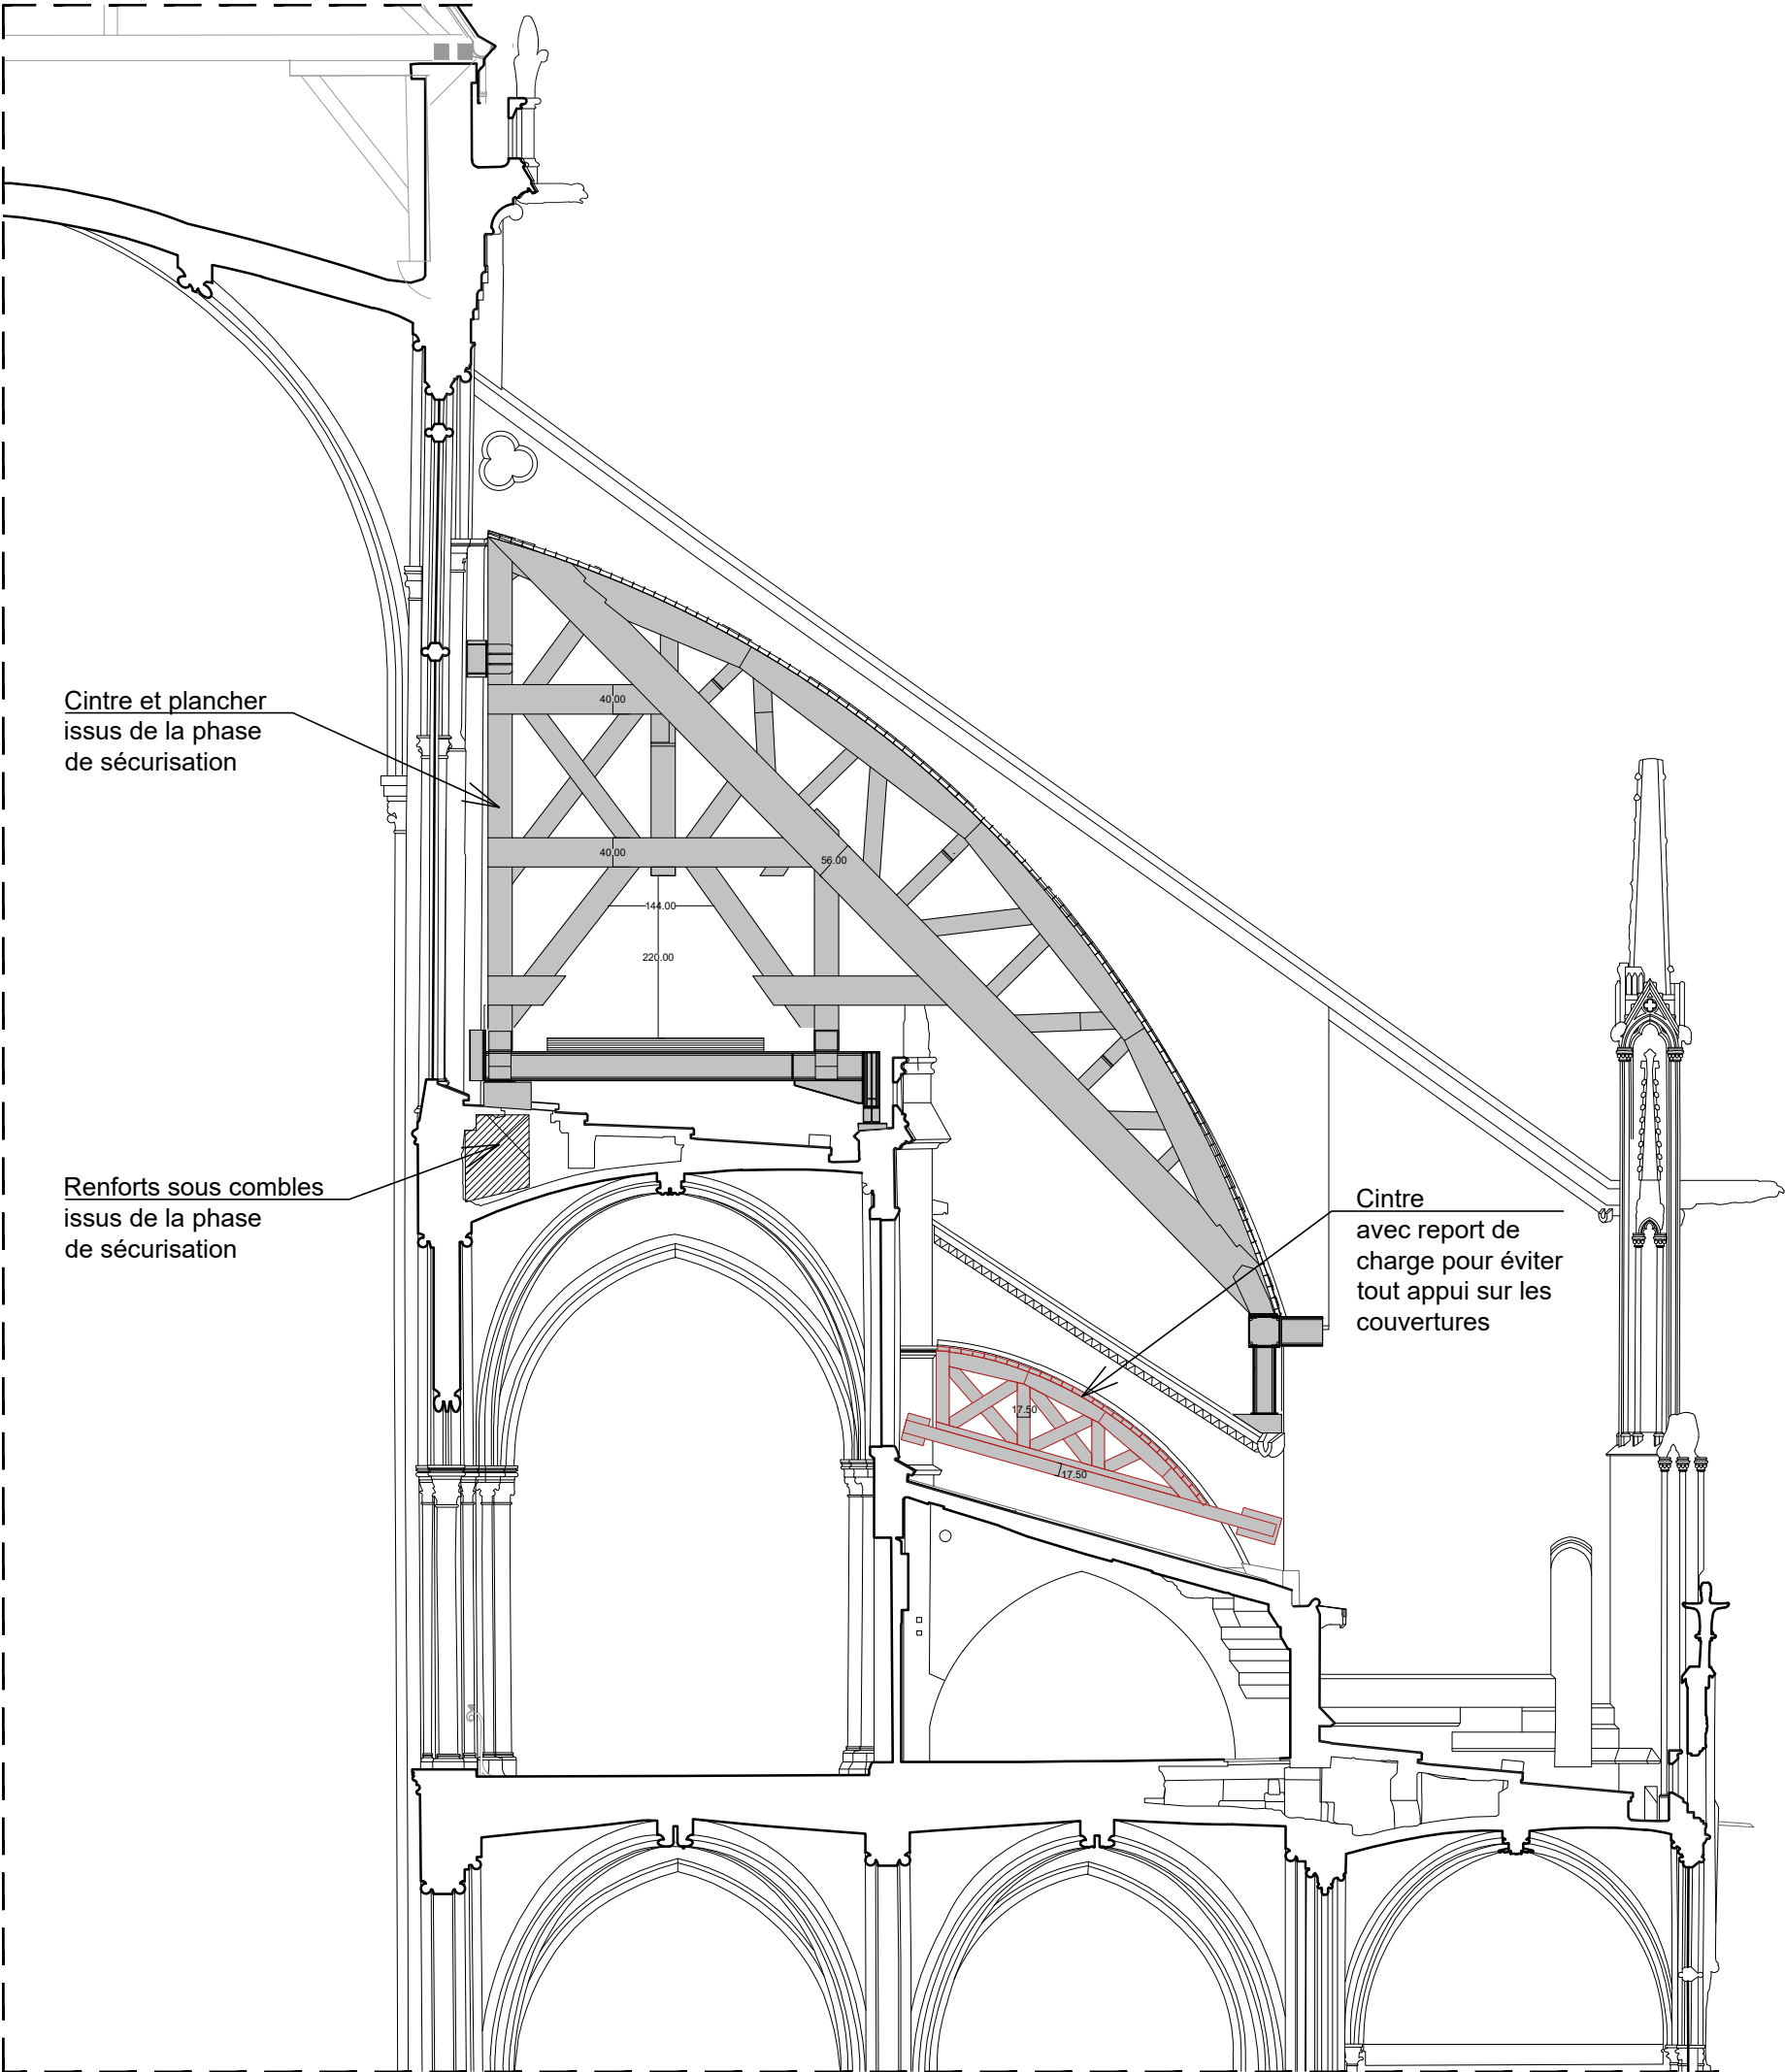 Cintre et plancher
issus de la phase
de sécurisation
40.00
40.00
56.00
144.00
220.00
Renforts sous combles
issus de la phase
de sécurisation
Cintre
avec report de
charge pour éviter
tout appui sur les
couvertures
17.50
17.50